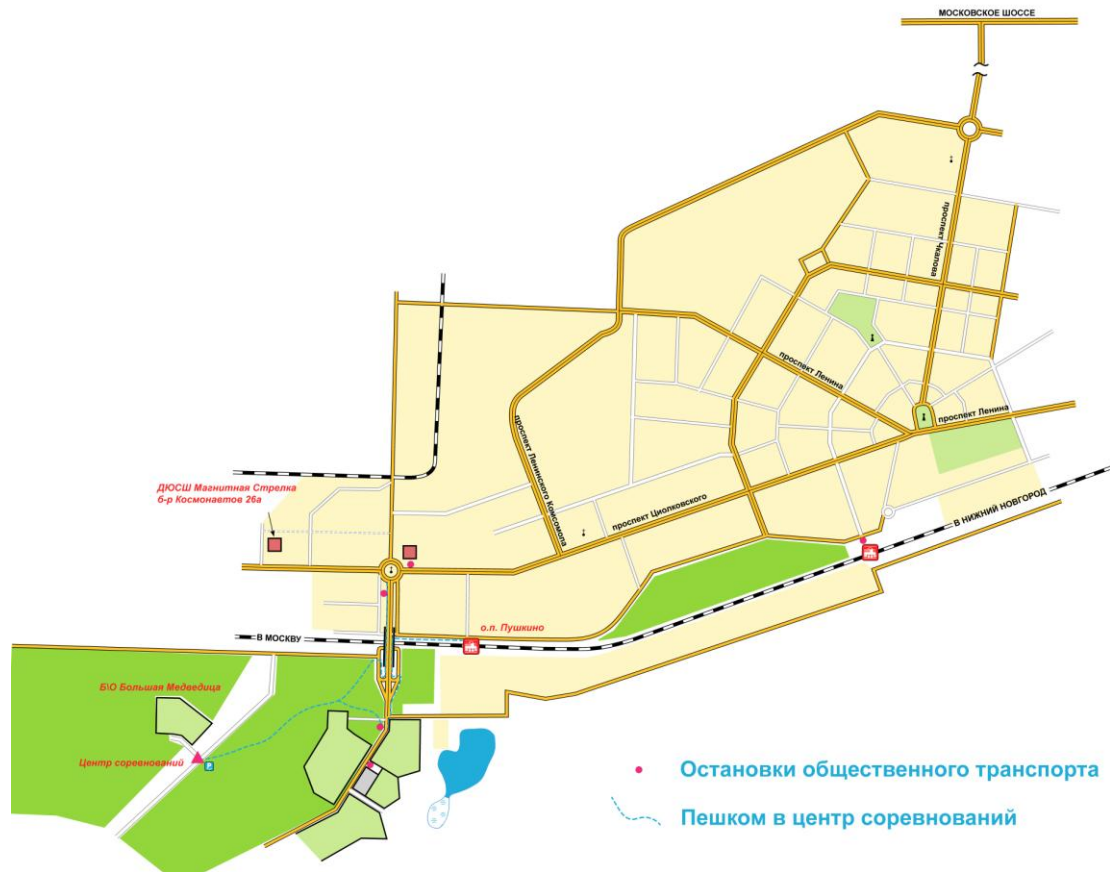 МОСКОВСКОЕ ШОССЕ
проспект Чкалова
проспект Ленина
проспект Ленина
проспект Ленинского Комсомола
проспект Циолковского
В НИЖНИЙ НОВГОРОД
ДЮСШ Магнитная Стрелка
б-р Космонаетов 26а
о.п. Пушкино
В МОСКВУ
Б\О Большая Медведица
Центр соревнований
P
Остановки общественного транспорта
Пешком в центр соревнований